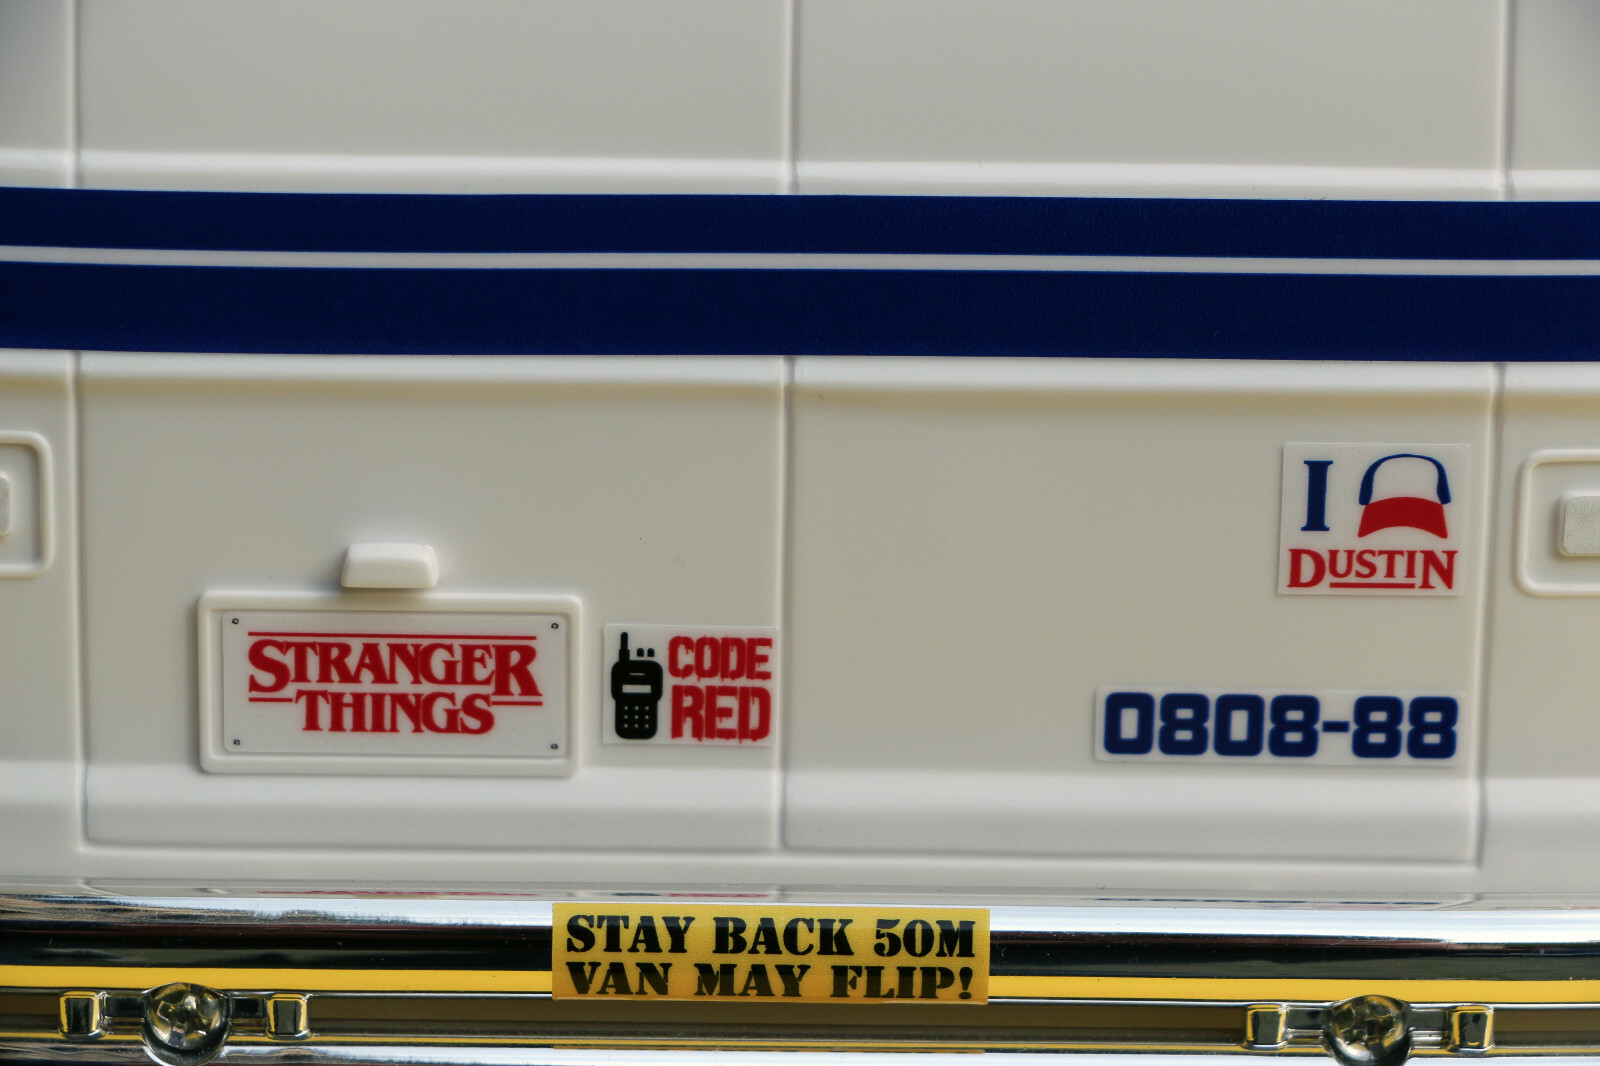 I
DUSTIN
STRANGER
THINGS
CODE
RED
0808-88
STAY BACK 50M
VAN MAY FLIP!